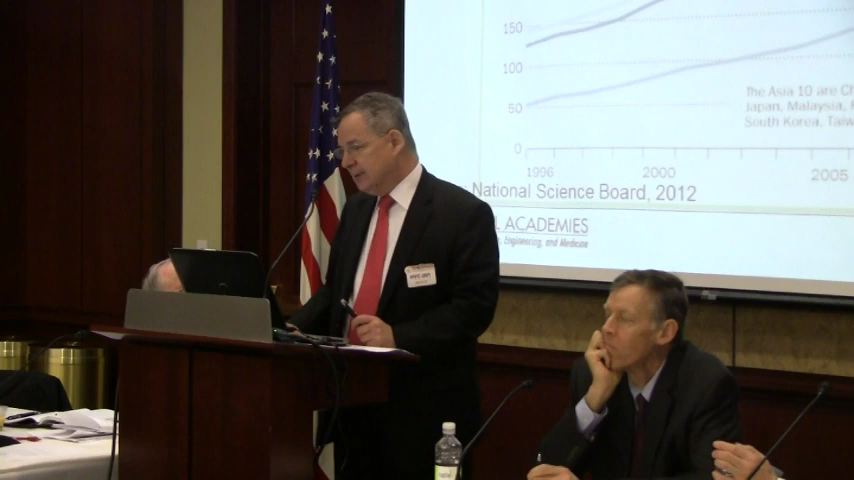 150
100
50
0
1996
2000
2005
The Asia 10 are Ch
Japan, Malaysia,
South Korea, Taiw
National Science Board, 2012
L ACADEMIES
, Engineering, and Medicine